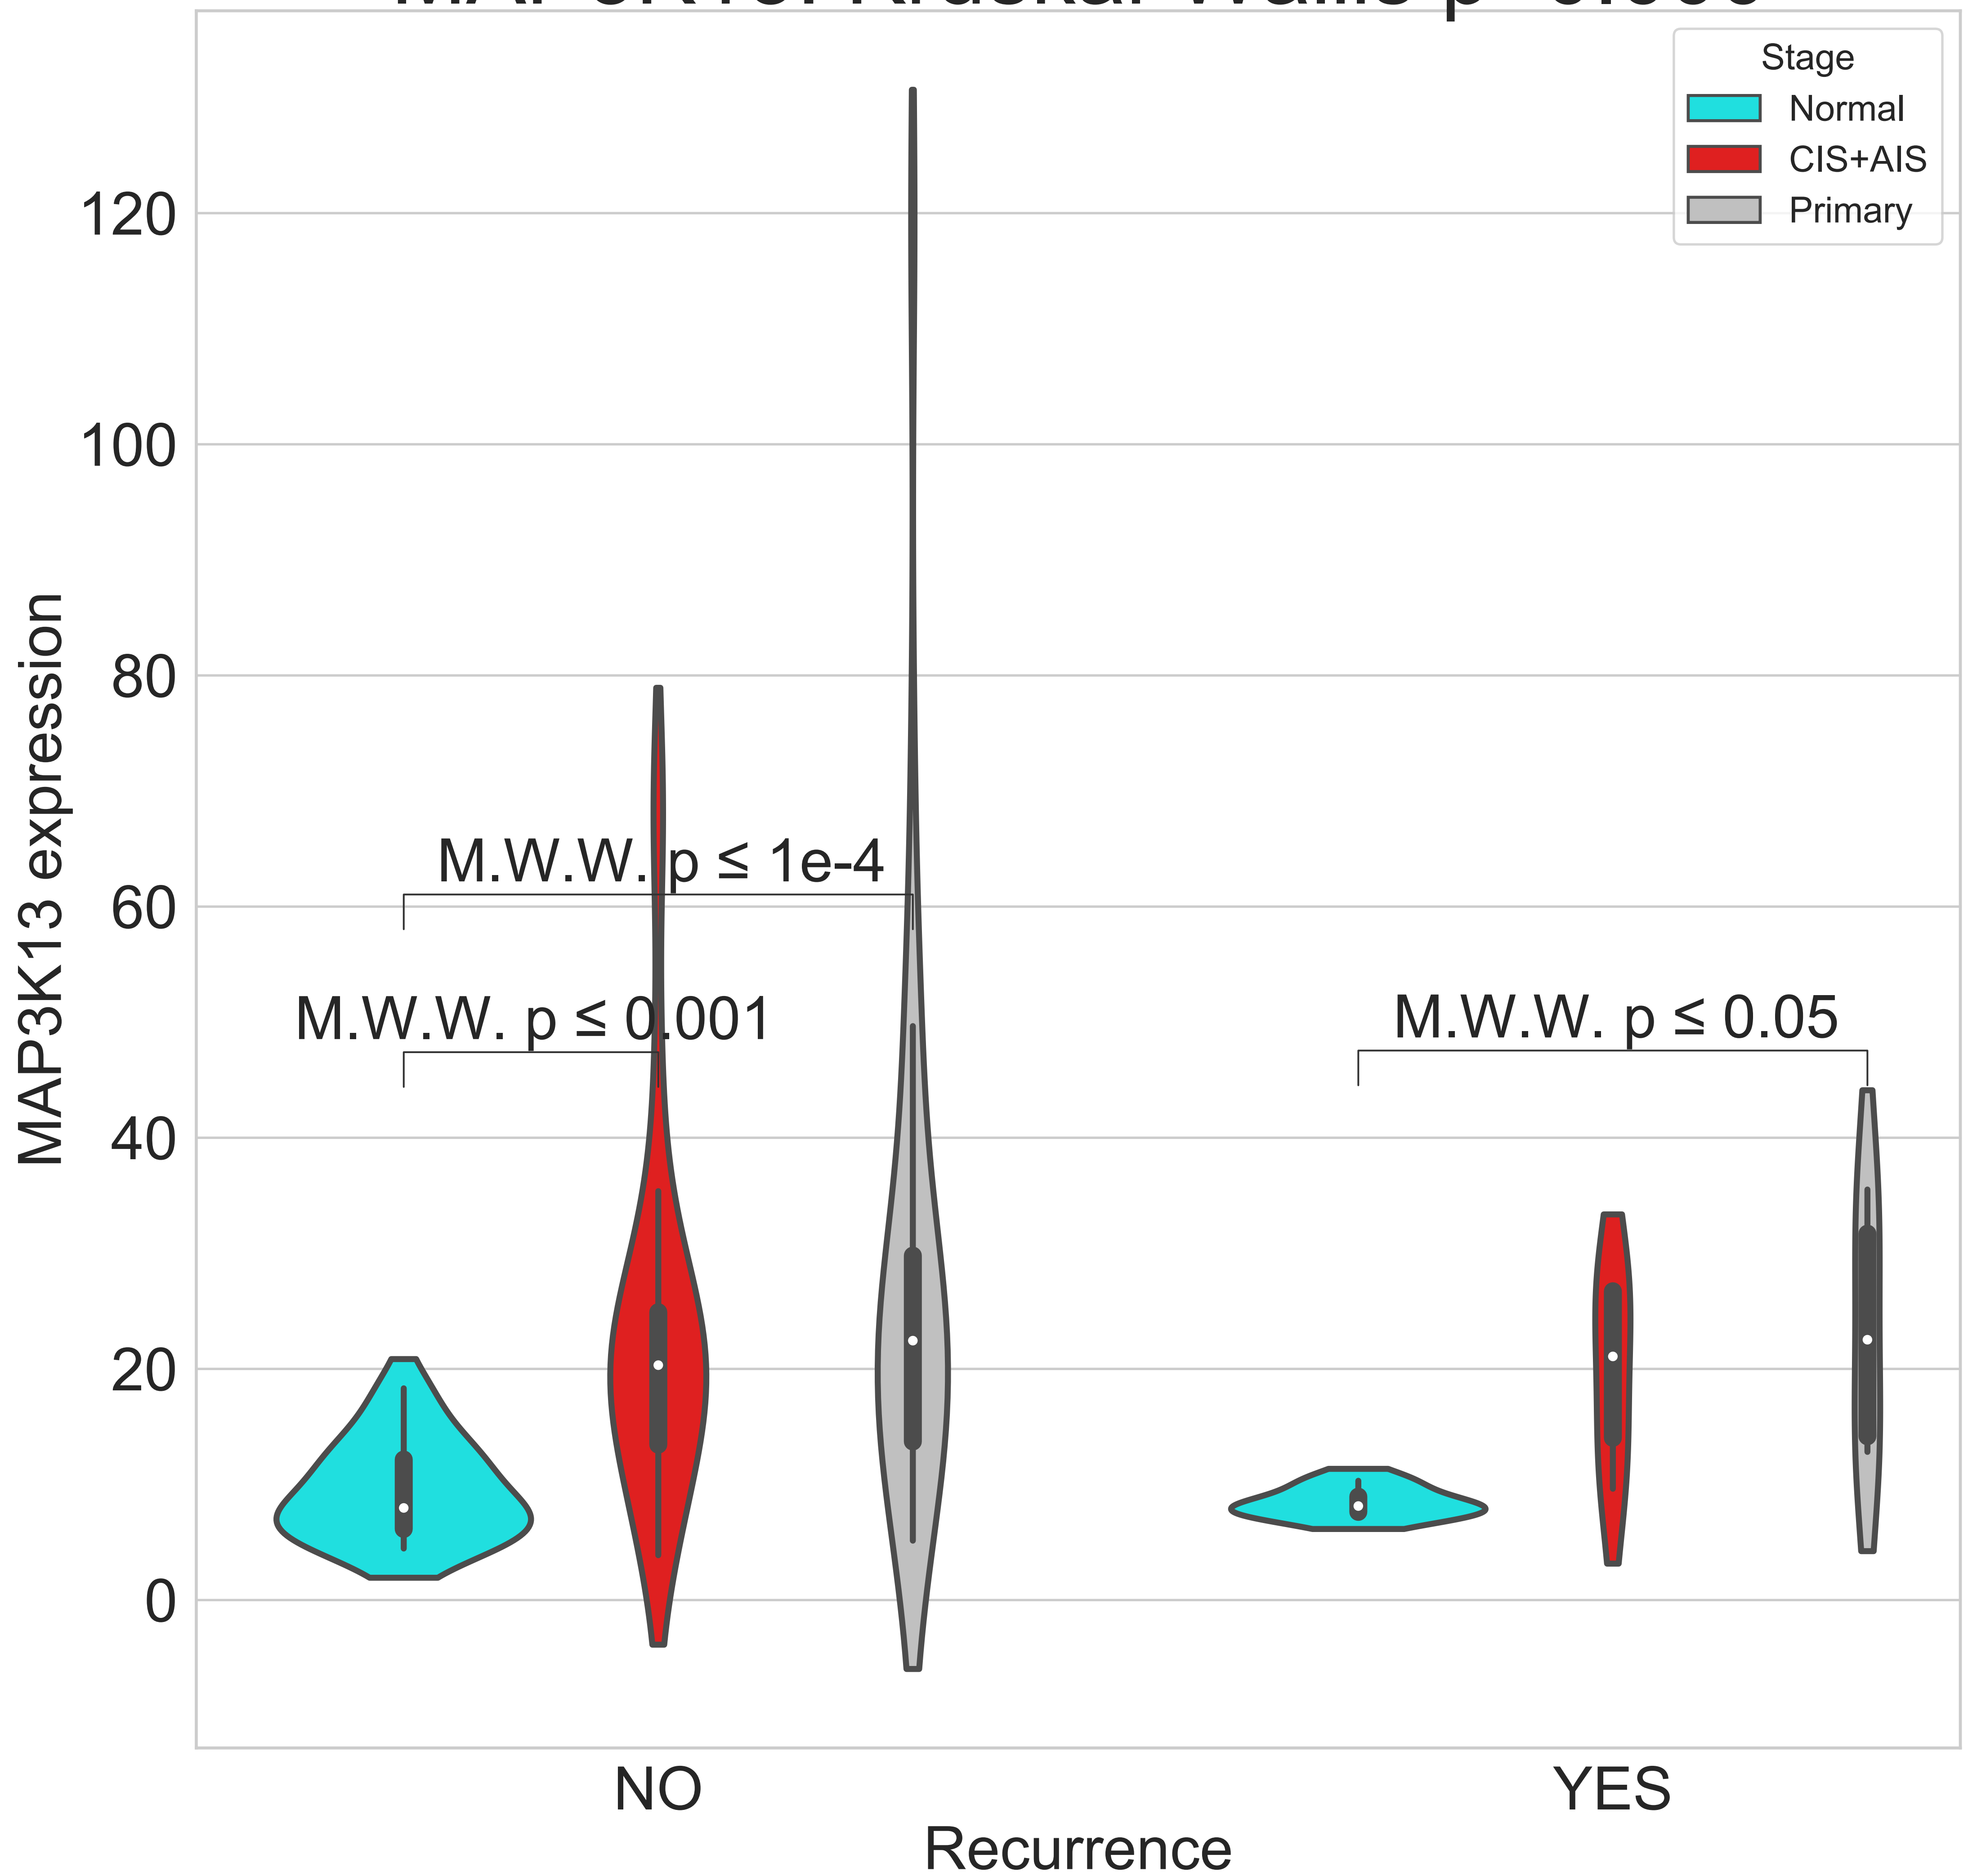 Stage
Normal
CIS+AIS
Primary
120
100
80
60
40
20
0
MAP3K13 expression
M.W.W. p ≤ 1e-4
M.W.W. p ≤ 0.001
M.W.W. p ≤ 0.05
NO
YES
Recurrence